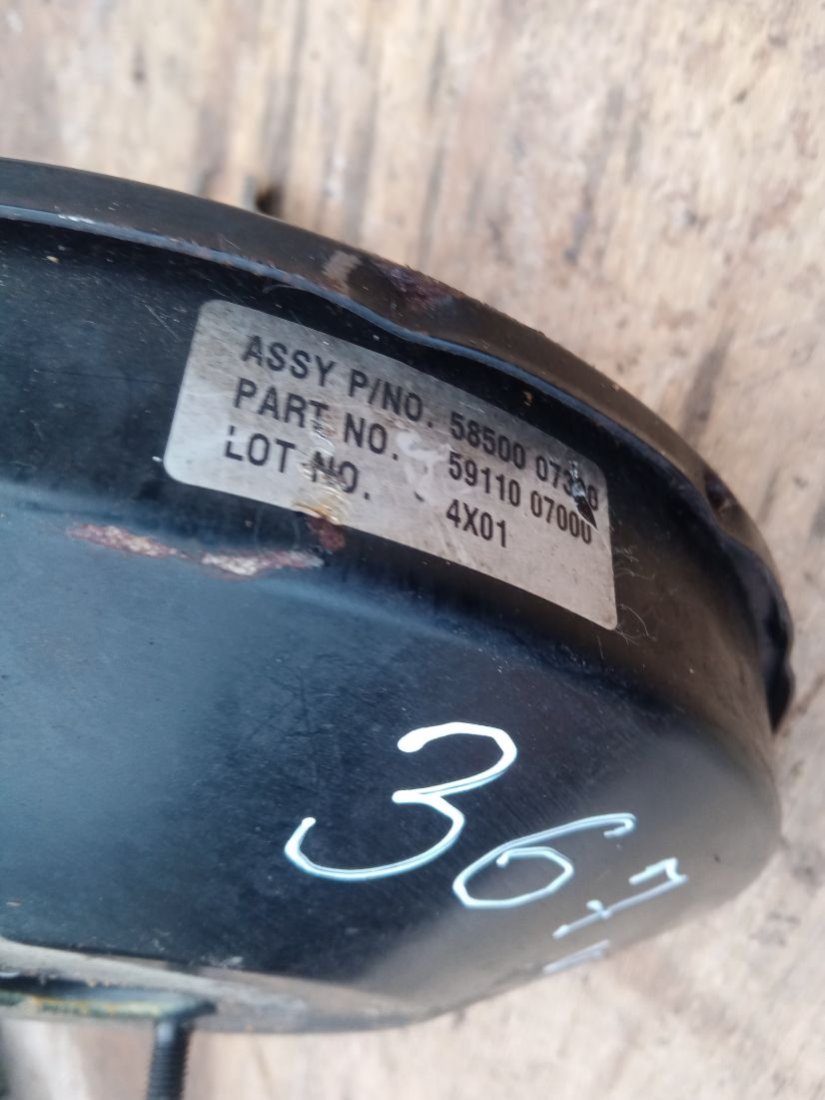 ASSY P/NO. 58500
PART NO. 59110 07000
LOT NO. 4X01
367